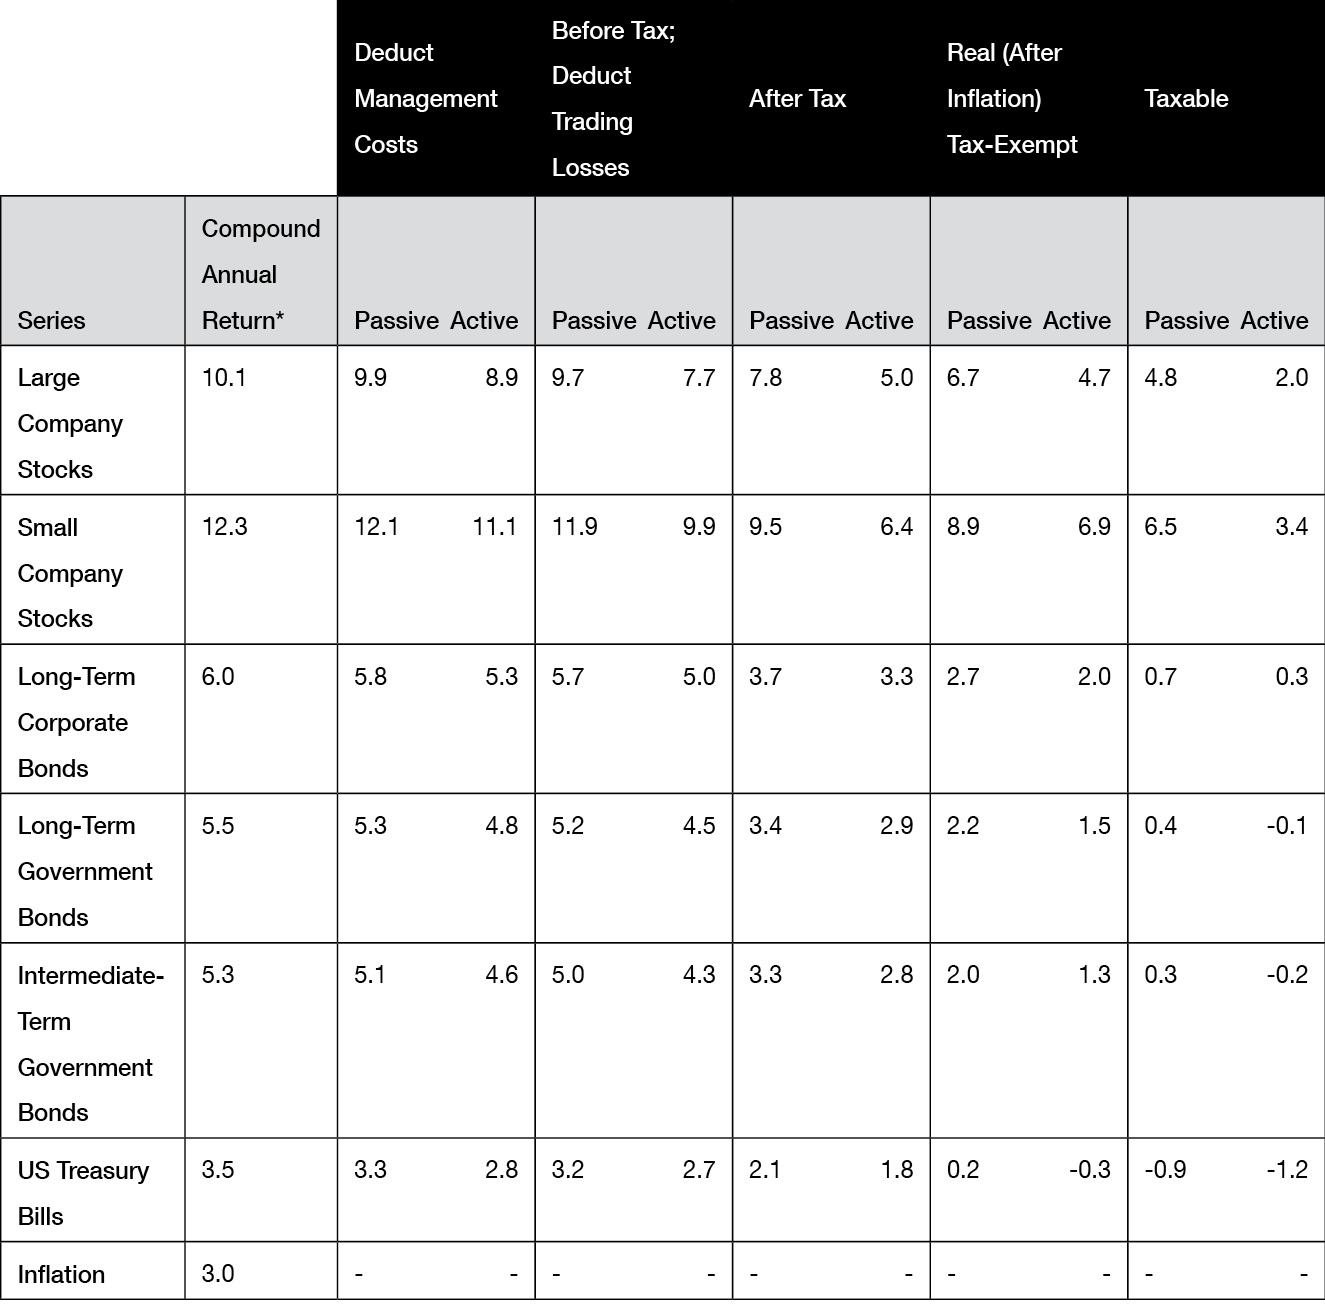 Deduct
Management
Costs
Before Tax;
Deduct
Trading
Losses
After Tax
Real (After
Inflation)
Tax-Exempt
Taxable
Series
Compound
Annual
Return*
Passive Active
Passive Active
Passive Active
Passive Active
Passive Active
Large
Company
Stocks
10.1
9.9 8.9
9.7 7.7
7.8 5.0
6.7 4.7
4.8 2.0
Small
Company
Stocks
12.3
12.1 11.1
11.9 9.9
9.5 6.4
8.9 6.9
6.5 3.4
Long-Term
Corporate
Bonds
6.0
5.8 5.3
5.7 5.0
3.7 3.3
2.7 2.0
0.7 0.3
Long-Term
Government
Bonds
5.5
5.3 4.8
5.2 4.5
3.4 2.9
2.2 1.5
0.4 -0.1
Intermediate-
Term
Government
Bonds
5.3
5.1 4.6
5.0 4.3
3.3 2.8
2.0 1.3
0.3 -0.2
US Treasury
Bills
3.5
3.3 2.8
3.2 2.7
2.1 1.8
0.2 -0.3
-0.9 -1.2
Inflation
3.0
- -
- -
- -
- -
- -